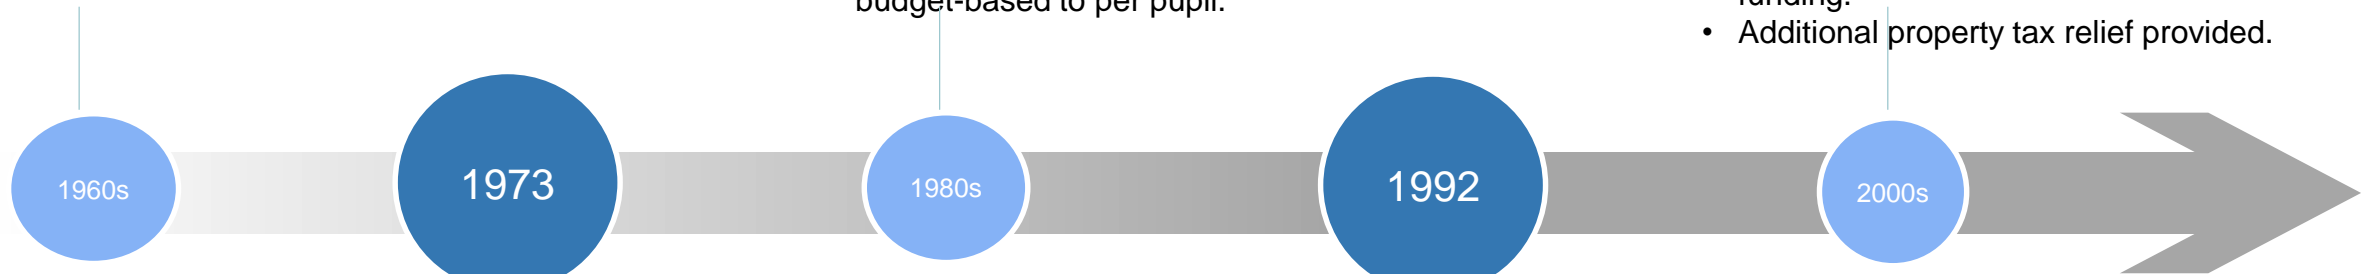 budget-based to per pupil.
funding.
• Additional property tax relief provided.
1960s
1973
1980s
1992
2000s